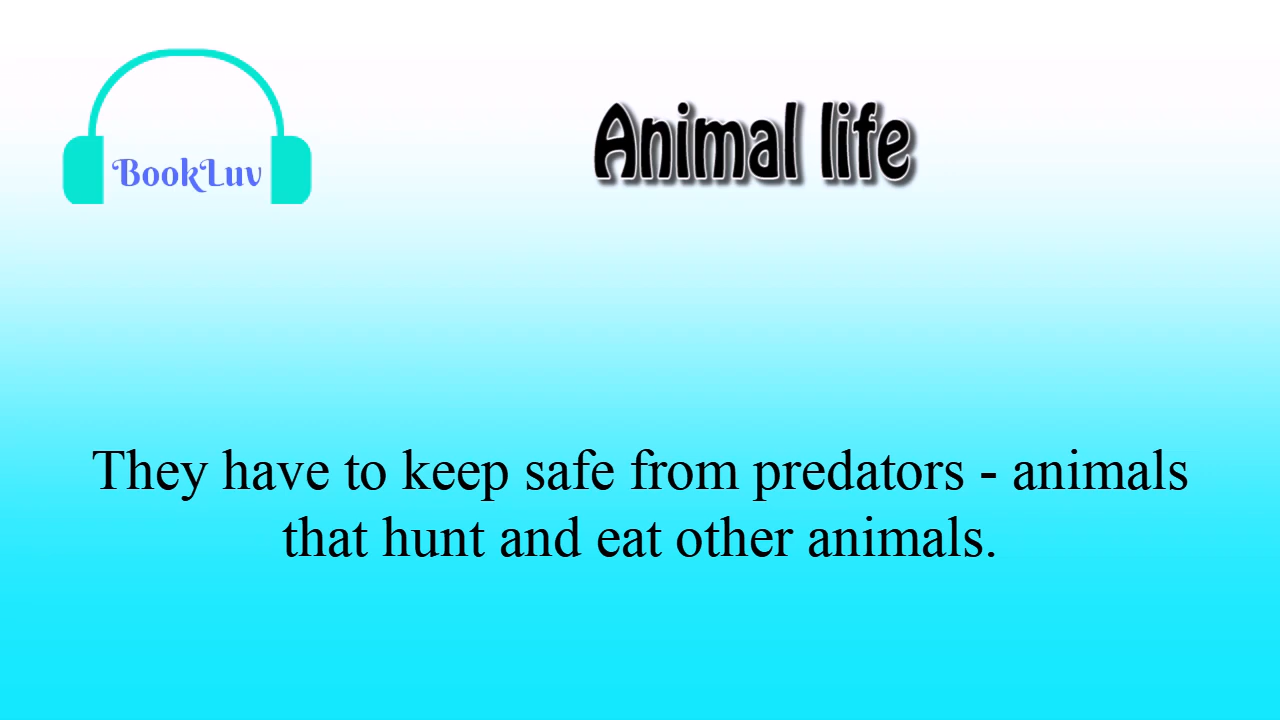 BookLuv
Animal life
They have to keep safe from predators - animals
that hunt and eat other animals.